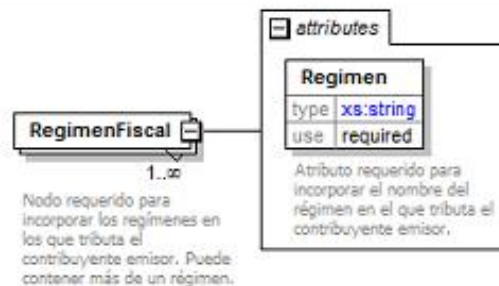 attributes
Regimen
type xs:string
use required
Atributo requerido para
incorporar el nombre del
régimen en el que tributa el
contribuyente emisor.
RegimenFiscal
1..∞
Nodo requerido para
incorporar los regímenes en
los que tributa el
contribuyente emisor. Puede
contener más de un régimen.